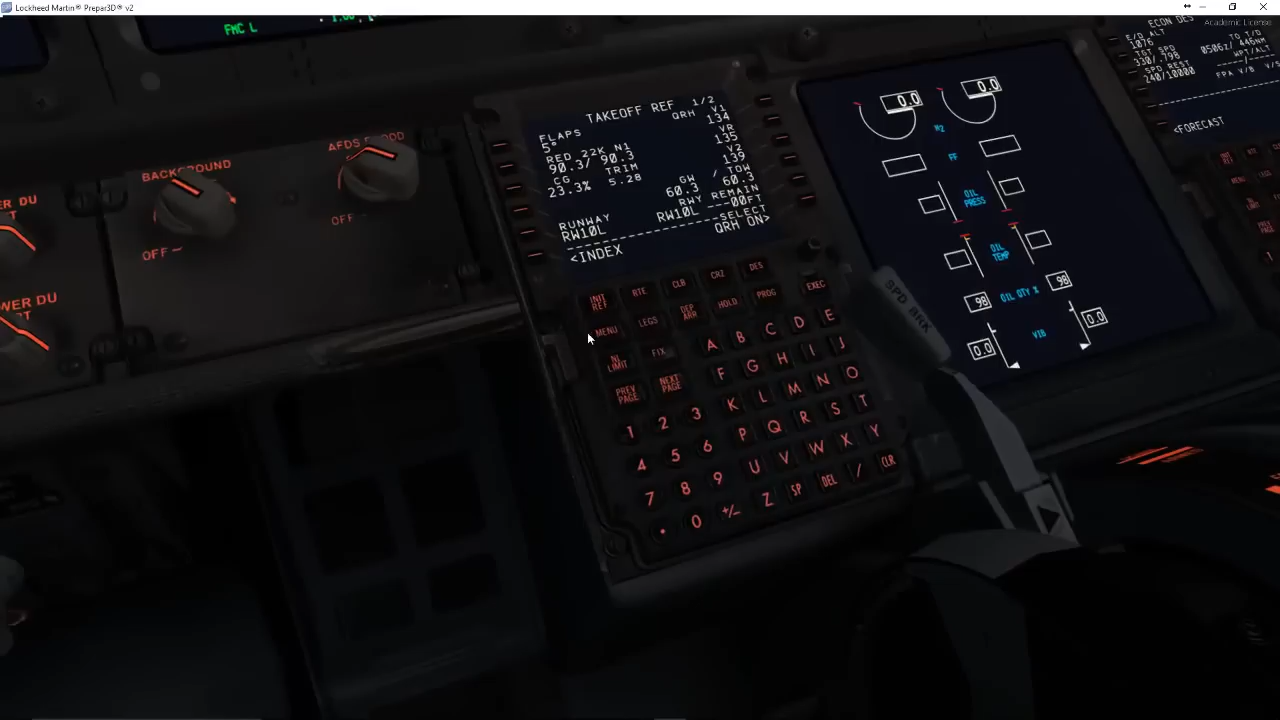 Lockheed Martin® Prepar3D® v2
Academic License
FMC L
ER DU
BACKGROUND
OFF
OFF
WER DU
TAKEOFF REF 1/2
FLAPS QRH V1
5° 134
RED 22K N1 VR
90.3/ 90.3 135
CG TRIM V2
23.3% 5.28 139
GW / TOW
60.3 60.3
RUNWAY RWY REMAIN
RW10L RW10L --00FT
SELECT
<INDEX QRH ON>
INIT REF RTE CLB CRZ DES
MENU LEGS DEP ARR HOLD PROG EXEC
N1 LIMIT FIX
PREV PAGE NEXT PAGE
A B C D E
F G H I J
K L M N O
P Q R S T
U V W X Y
Z SP DEL / CLR
1 2 3
4 5 6
7 8 9
. 0 +/-
SPD BRK
0.0 0.0
N2
FF
OIL PRESS
OIL TEMP
98 OIL QTY % 98
0.0 VIB 0.0
ECON DES
E/D ALT
1076 TO T/D
TGT SPD 0506z/ 446NM
330/.798 WPT/ALT
SPD REST
240/10000 FPA V/B V/S
<FORECAST